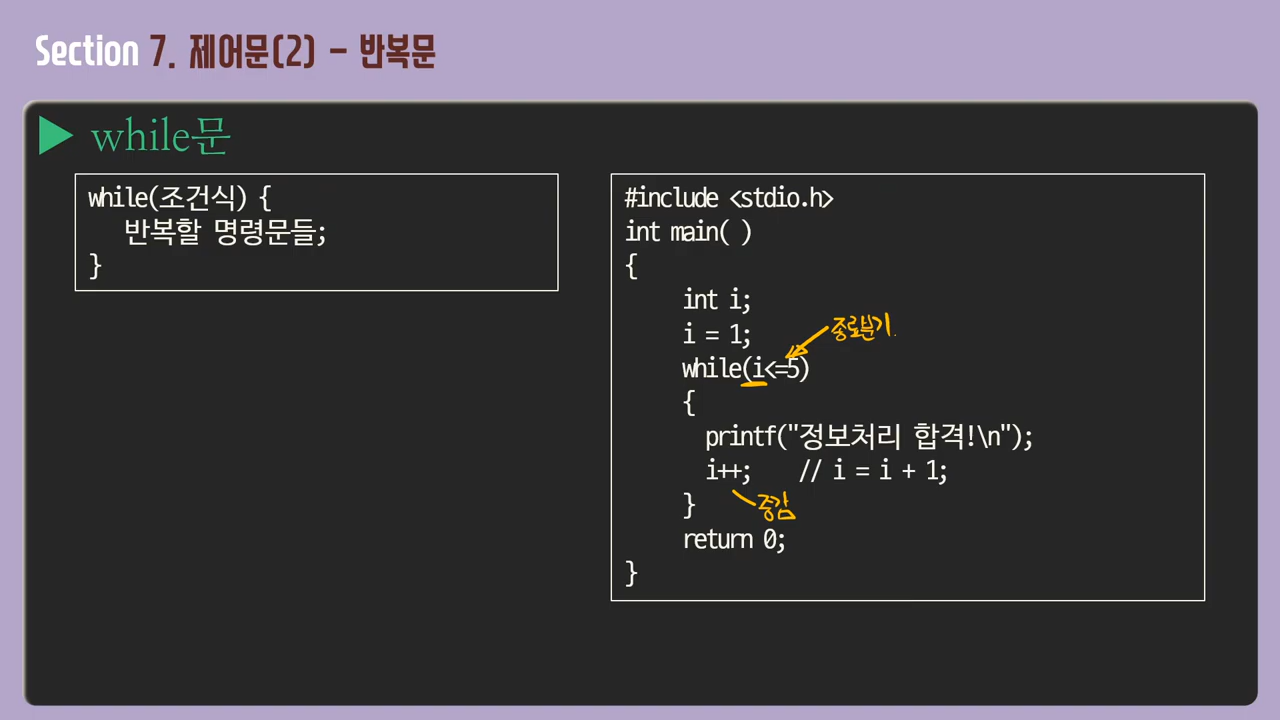 Section 7. 제어문(2) - 반복문
▶ while문
while(조건식) {
반복할 명령문들;
}
#include <stdio.h>
int main( )
{
int i;
i = 1;
종료분기.
while(i<=5)
{
printf("정보처리 합격!\n");
i++; // i = i + 1;
}
증감
return 0;
}